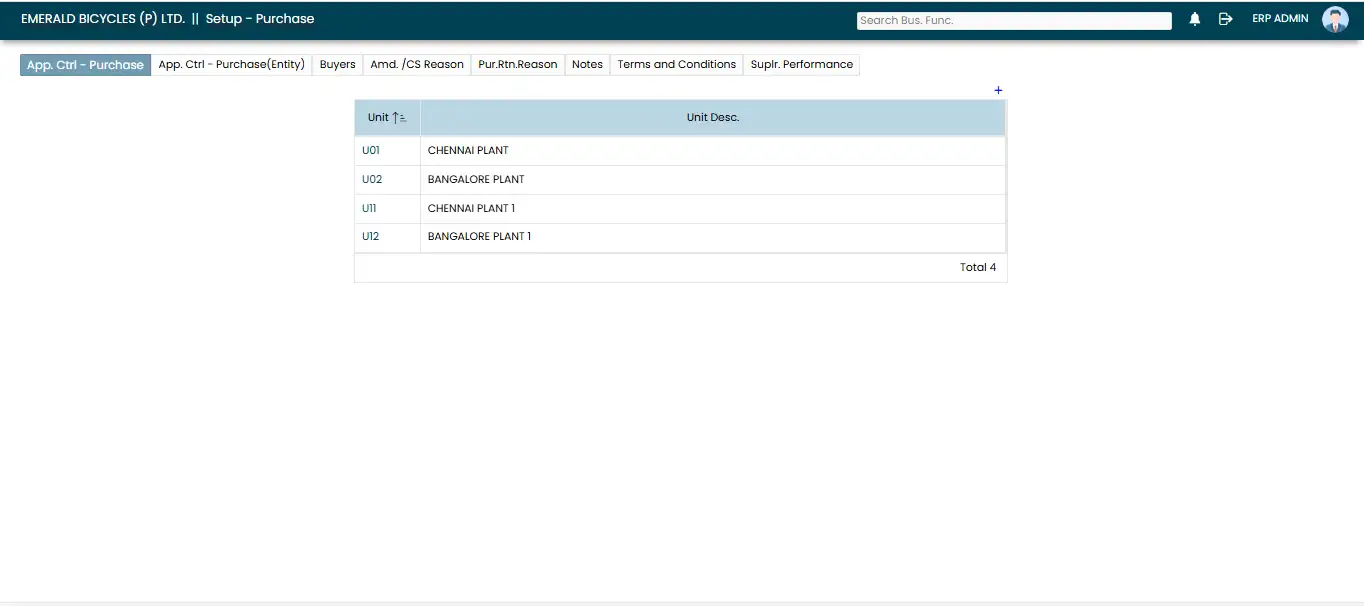 EMERALD BICYCLES (P) LTD. || Setup - Purchase
Search Bus. Func.
ERP ADMIN
App. Ctrl - Purchase App. Ctrl - Purchase(Entity) Buyers Amd. /CS Reason Pur.Rtn.Reason Notes Terms and Conditions Suplr. Performance
+
Unit Unit Desc.
U01 CHENNAI PLANT
U02 BANGALORE PLANT
U11 CHENNAI PLANT 1
U12 BANGALORE PLANT 1
Total 4